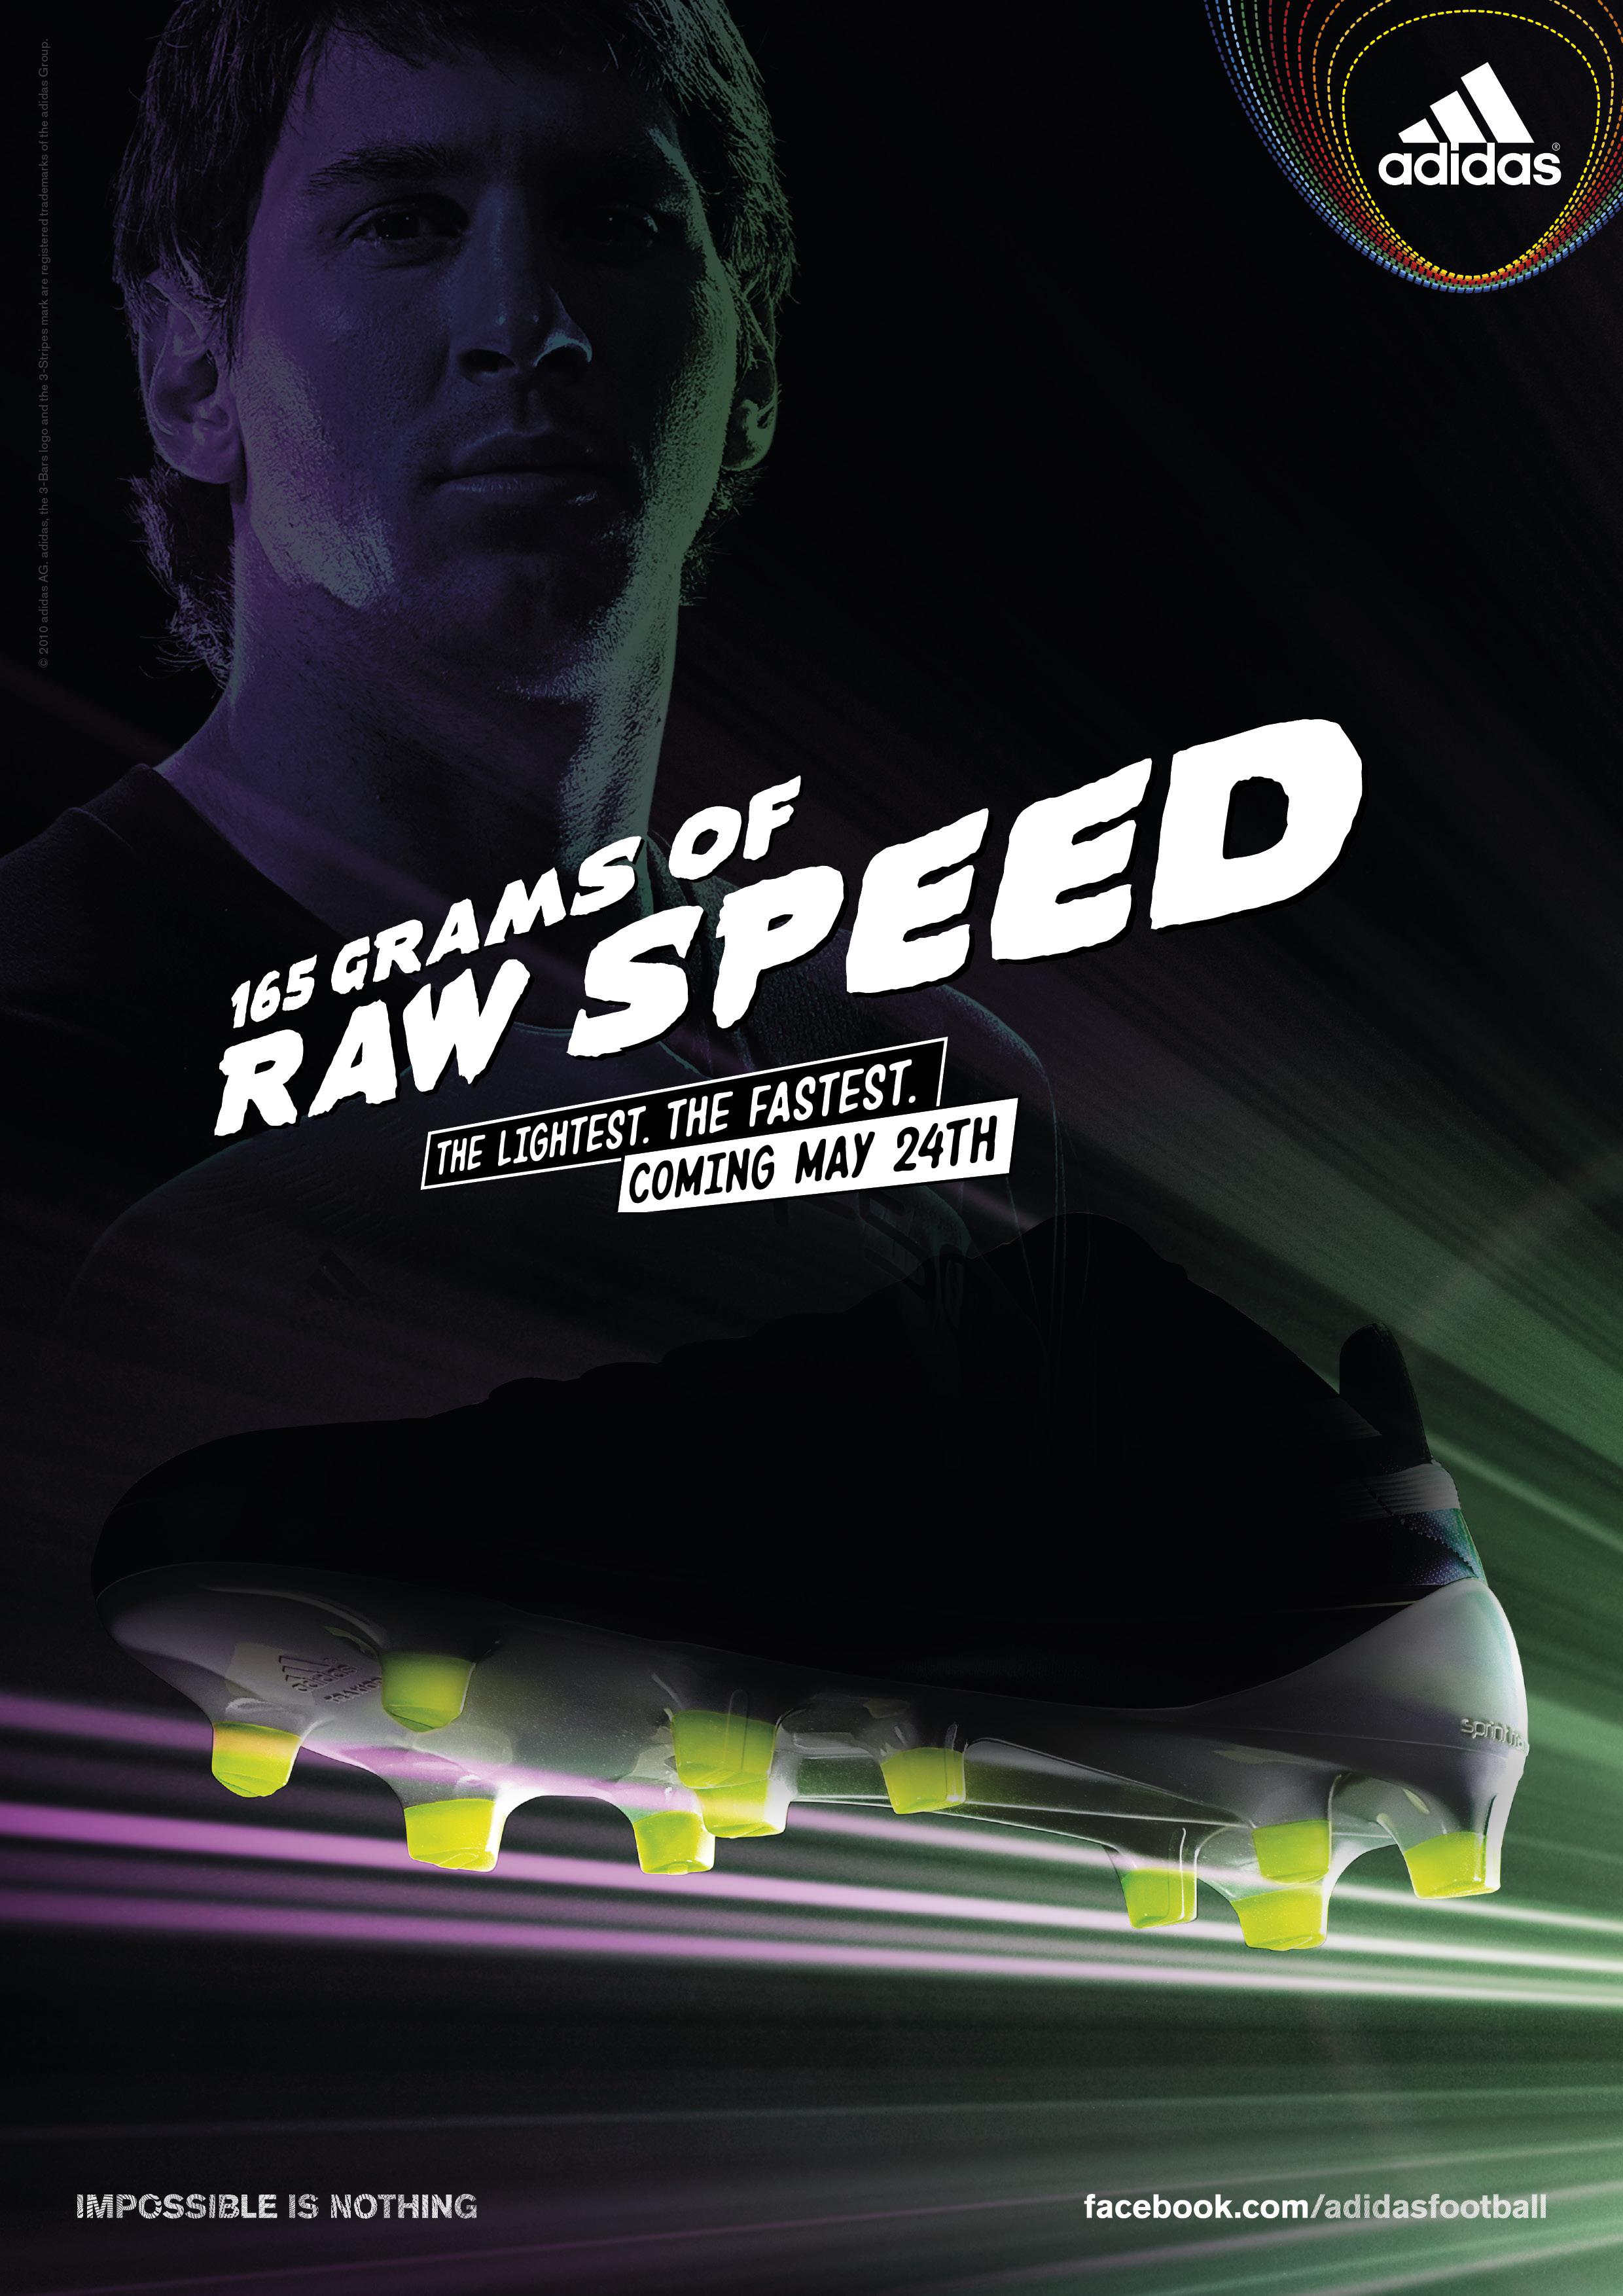 © 2010 adidas AG. adidas, the 3-Bars logo and the 3-Stripes mark are registered trademarks of the adidas Group.
adidas®
165 GRAMS OF
RAW SPEED
THE LIGHTEST. THE FASTEST.
COMING MAY 24TH
adidas
IMPOSSIBLE IS NOTHING
facebook.com/adidasfootball